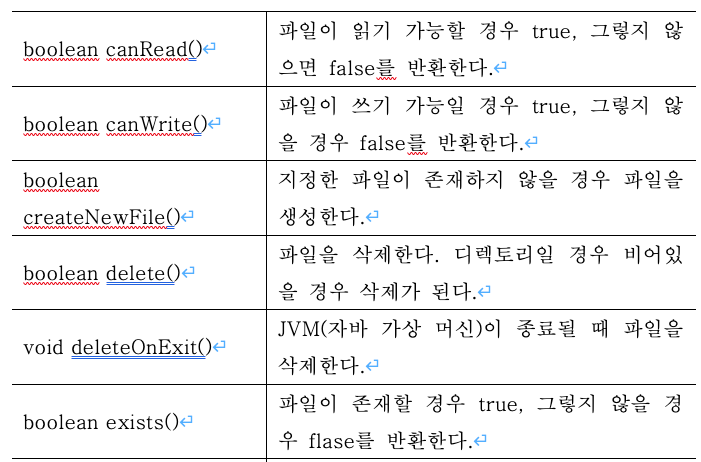 boolean canRead()
파일이 읽기 가능할 경우 true, 그렇지 않
으면 false를 반환한다.
boolean canWrite()
파일이 쓰기 가능일 경우 true, 그렇지 않
을 경우 false를 반환한다.
boolean
createNewFile()
지정한 파일이 존재하지 않을 경우 파일을
생성한다.
boolean delete()
파일을 삭제한다. 디렉토리일 경우 비어있
을 경우 삭제가 된다.
void deleteOnExit()
JVM(자바 가상 머신)이 종료될 때 파일을
삭제한다.
boolean exists()
파일이 존재할 경우 true, 그렇지 않을 경
우 flase를 반환한다.